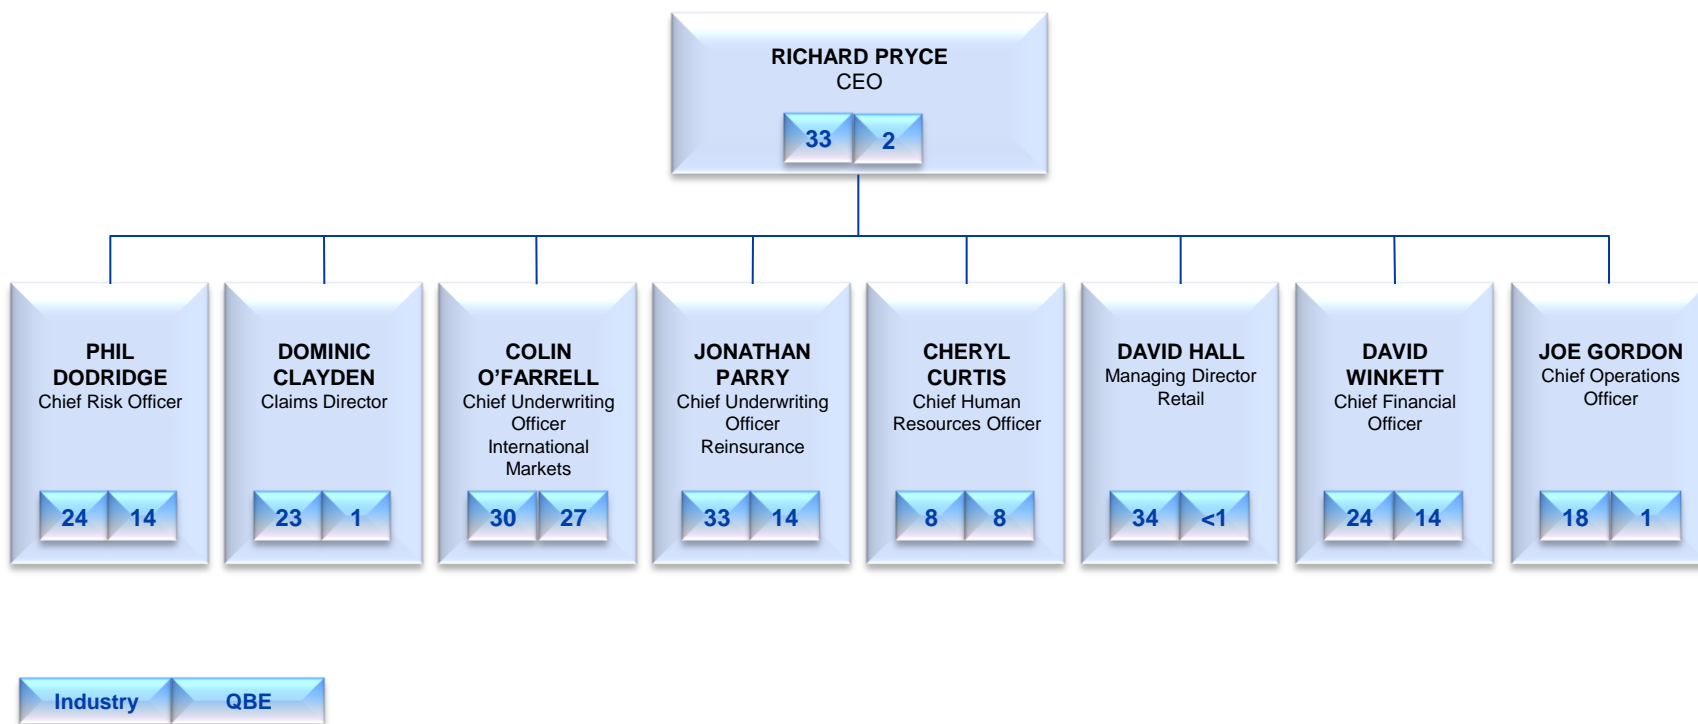 RICHARD PRYCE
CEO
33 2
PHIL
DODRIDGE
Chief Risk Officer
24 14
DOMINIC
CLAYDEN
Claims Director
23 1
COLIN
O’FARRELL
Chief Underwriting
Officer
International
Markets
30 27
JONATHAN
PARRY
Chief Underwriting
Officer
Reinsurance
33 14
CHERYL
CURTIS
Chief Human
Resources Officer
8 8
DAVID HALL
Managing Director
Retail
34 <1
DAVID
WINKETT
Chief Financial
Officer
24 14
JOE GORDON
Chief Operations
Officer
18 1
Industry QBE